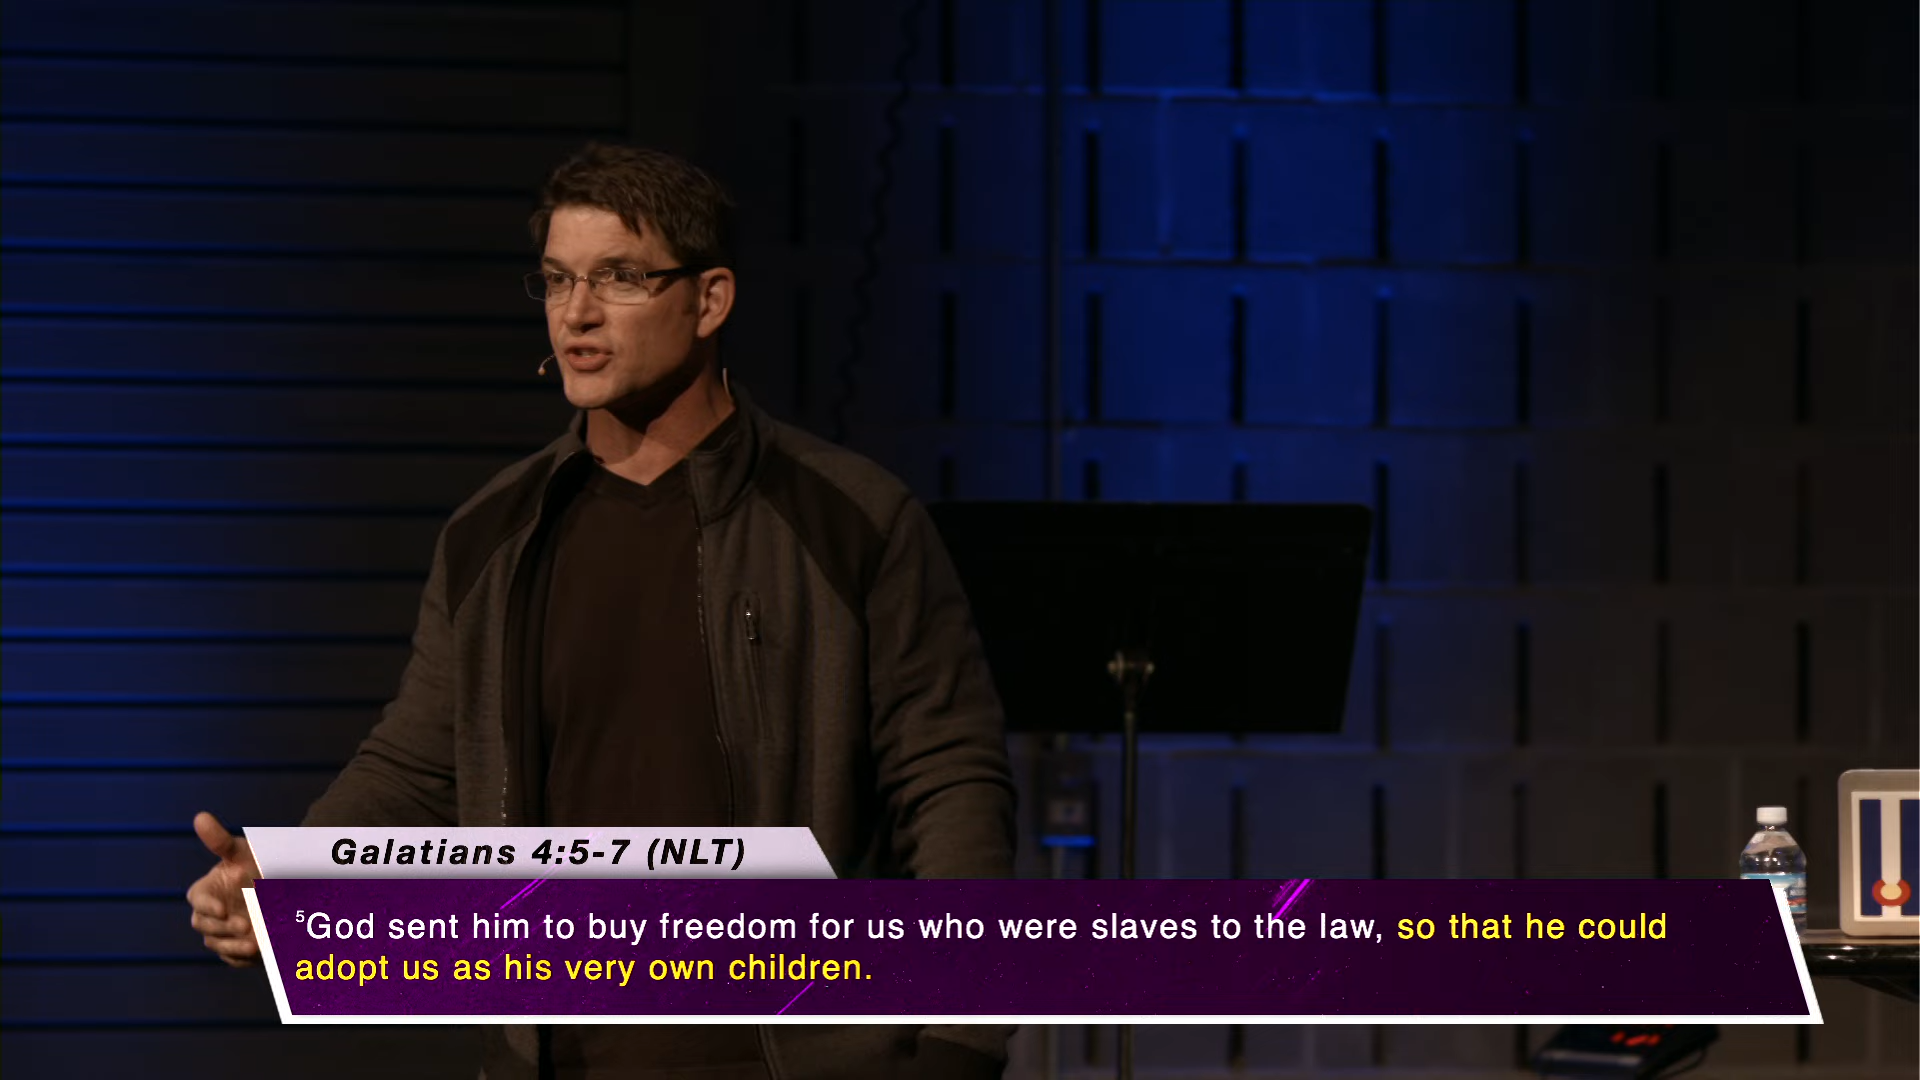 Galatians 4:5-7 (NLT)
⁵God sent him to buy freedom for us who were slaves to the law, so that he could
adopt us as his very own children.